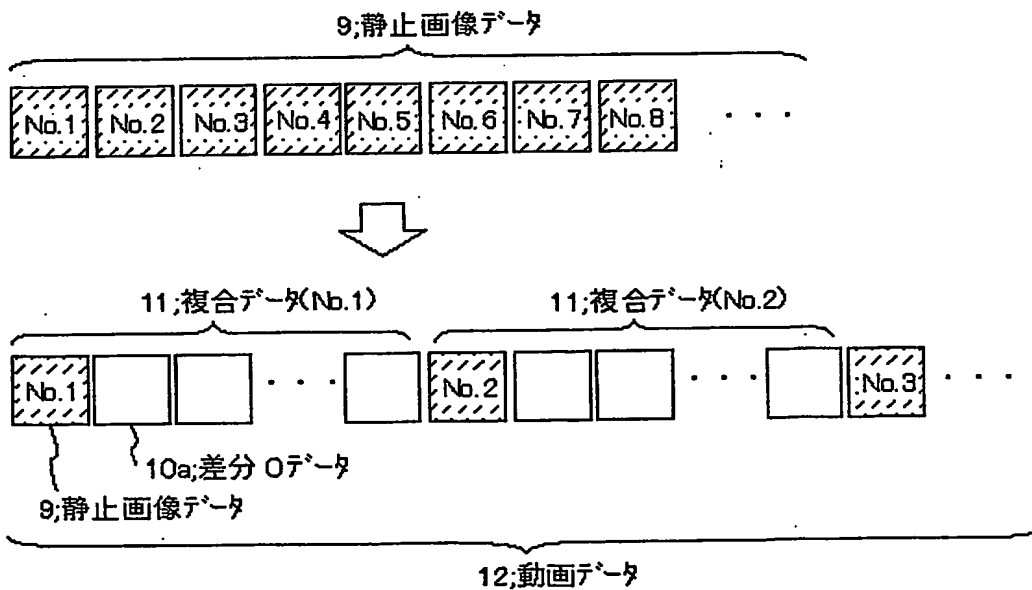 9;静止画像データ
No.1 No.2 No.3 No.4 No.5 No.6 No.7 No.8 ・・・
11;複合データ(No.1) 11;複合データ(No.2)
No.1 ・・・ No.2 ・・・ No.3 ・・・
10a;差分0データ
9;静止画像データ
12;動画データ